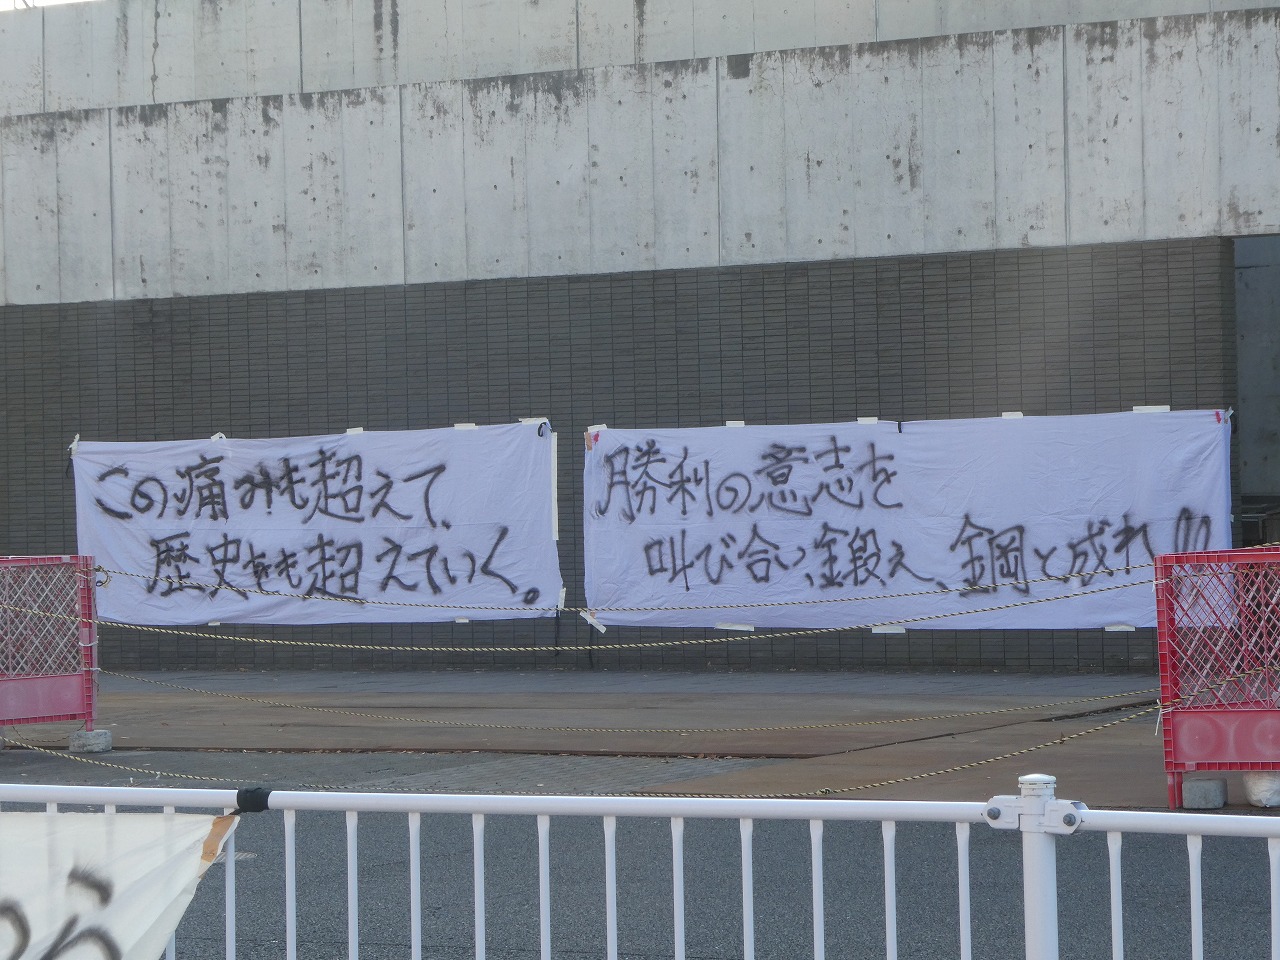 この痛みも超えて、
歴史をも超えていく。
勝利の意志を
叫び合い、鍛え、鋼と成れ!!